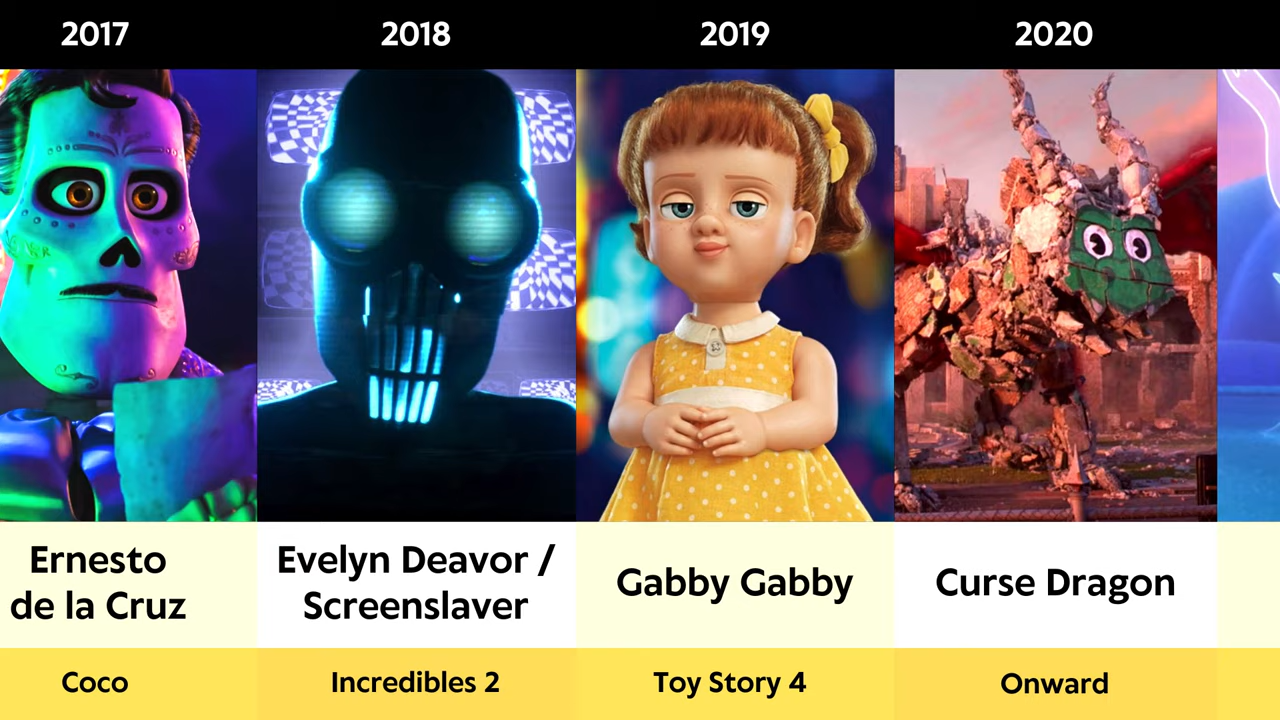 2017
2018
2019
2020
Ernesto
de la Cruz
Evelyn Deavor /
Screenslaver
Gabby Gabby
Curse Dragon
Coco
Incredibles 2
Toy Story 4
Onward